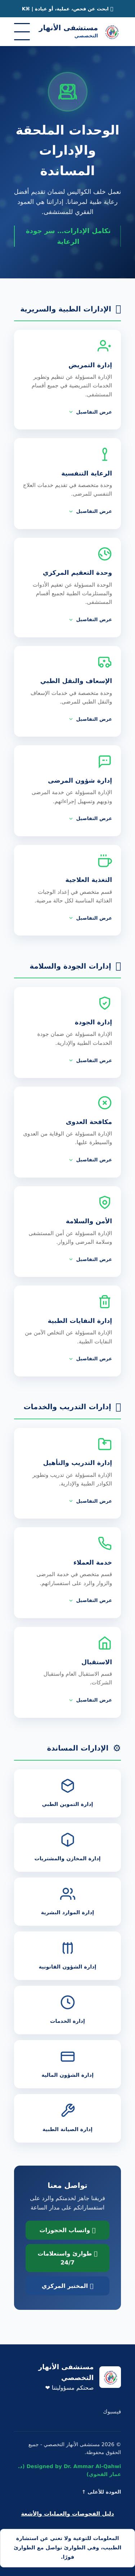 ابحث عن فحص، عملية، أو عيادة | KH
مستشفى الأنهار
التخصصي
الوحدات الملحقة
والإدارات
المساندة
نعمل خلف الكواليس لضمان تقديم أفضل
رعاية طبية لمرضانا. إداراتنا هي العمود
الفقري للمستشفى.
تكامل الإدارات... سر جودة
الرعاية
الإدارات الطبية والسريرية
إدارة التمريض
الإدارة المسؤولة عن تنظيم وتطوير
الخدمات التمريضية في جميع أقسام
المستشفى.
عرض التفاصيل
الرعاية التنفسية
وحدة متخصصة في تقديم خدمات العلاج
التنفسي للمرضى.
عرض التفاصيل
وحدة التعقيم المركزي
الوحدة المسؤولة عن تعقيم الأدوات
والمستلزمات الطبية لجميع أقسام
المستشفى.
عرض التفاصيل
الإسعاف والنقل الطبي
وحدة متخصصة في خدمات الإسعاف
والنقل الطبي للمرضى.
عرض التفاصيل
إدارة شؤون المرضى
الإدارة المسؤولة عن خدمة المرضى
وذويهم وتسهيل إجراءاتهم.
عرض التفاصيل
التغذية العلاجية
قسم متخصص في إعداد الوجبات
الغذائية المناسبة لكل حالة مرضية.
عرض التفاصيل
إدارات الجودة والسلامة
إدارة الجودة
الإدارة المسؤولة عن ضمان جودة
الخدمات الطبية والإدارية.
عرض التفاصيل
مكافحة العدوى
الإدارة المسؤولة عن الوقاية من العدوى
والسيطرة عليها.
عرض التفاصيل
الأمن والسلامة
الإدارة المسؤولة عن أمن المستشفى
وسلامة المرضى والزوار.
عرض التفاصيل
إدارة النفايات الطبية
الإدارة المسؤولة عن التخلص الآمن من
النفايات الطبية.
عرض التفاصيل
إدارات التدريب والخدمات
إدارة التدريب والتأهيل
الإدارة المسؤولة عن تدريب وتطوير
الكوادر الطبية والإدارية.
عرض التفاصيل
خدمة العملاء
قسم متخصص في خدمة المرضى
والزوار والرد على استفساراتهم.
عرض التفاصيل
الاستقبال
قسم الاستقبال العام واستقبال
الشركات.
عرض التفاصيل
الإدارات المساندة
إدارة التموين الطبي
إدارة المخازن والمشتريات
إدارة الموارد البشرية
إدارة الشؤون القانونية
إدارة الخدمات
إدارة الشؤون المالية
إدارة الصيانة الطبية
تواصل معنا
فريقنا جاهز لخدمتكم والرد على
استفساراتكم على مدار الساعة
واتساب الحجوزات
طوارئ واستعلامات
24/7
المختبر المركزي
مستشفى الأنهار
التخصصي
صحتكم مسؤوليتنا ❤
فيسبوك
© 2026 مستشفى الأنهار التخصصي - جميع
الحقوق محفوظة.
Designed by Dr. Ammar Al-Qahwi (د.
عمار القهوي)
العودة للأعلى ↑
دليل الفحوصات والعمليات والأشعة
المعلومات للتوعية ولا تغني عن استشارة
الطبيب، وفي الطوارئ تواصل مع الطوارئ
فورًا.